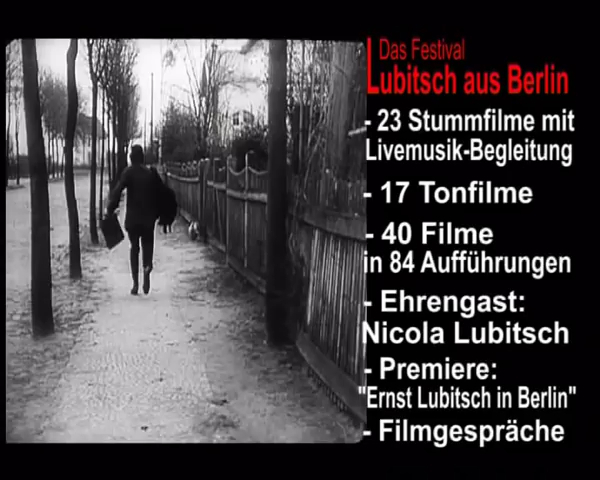 Das Festival
Lubitsch aus Berlin
- 23 Stummfilme mit
Livemusik-Begleitung
- 17 Tonfilme
- 40 Filme
in 84 Aufführungen
- Ehrengast:
Nicola Lubitsch
- Premiere:
"Ernst Lubitsch in Berlin"
- Filmgespräche